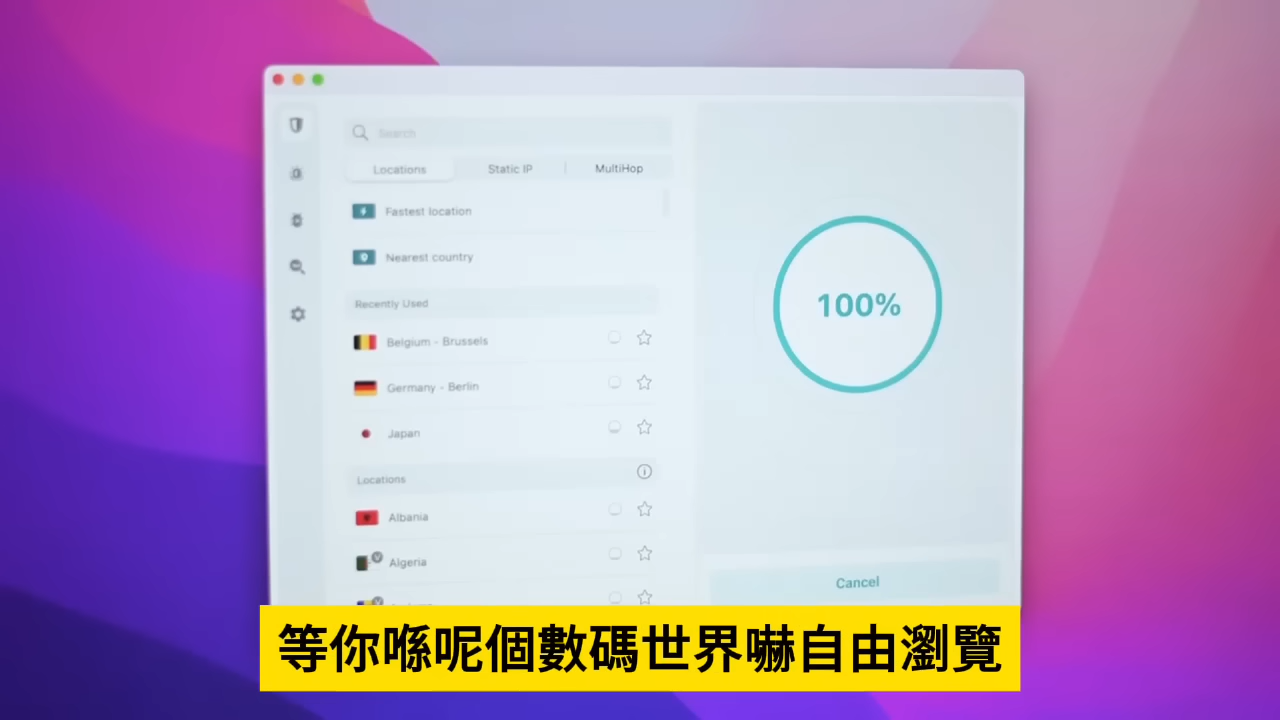 Search
Locations
Static IP
MultiHop
Fastest location
Nearest country
Recently Used
Belgium - Brussels
Germany - Berlin
Japan
Locations
Albania
Algeria
100%
Cancel
等你喺呢個數碼世界嚇自由瀏覽